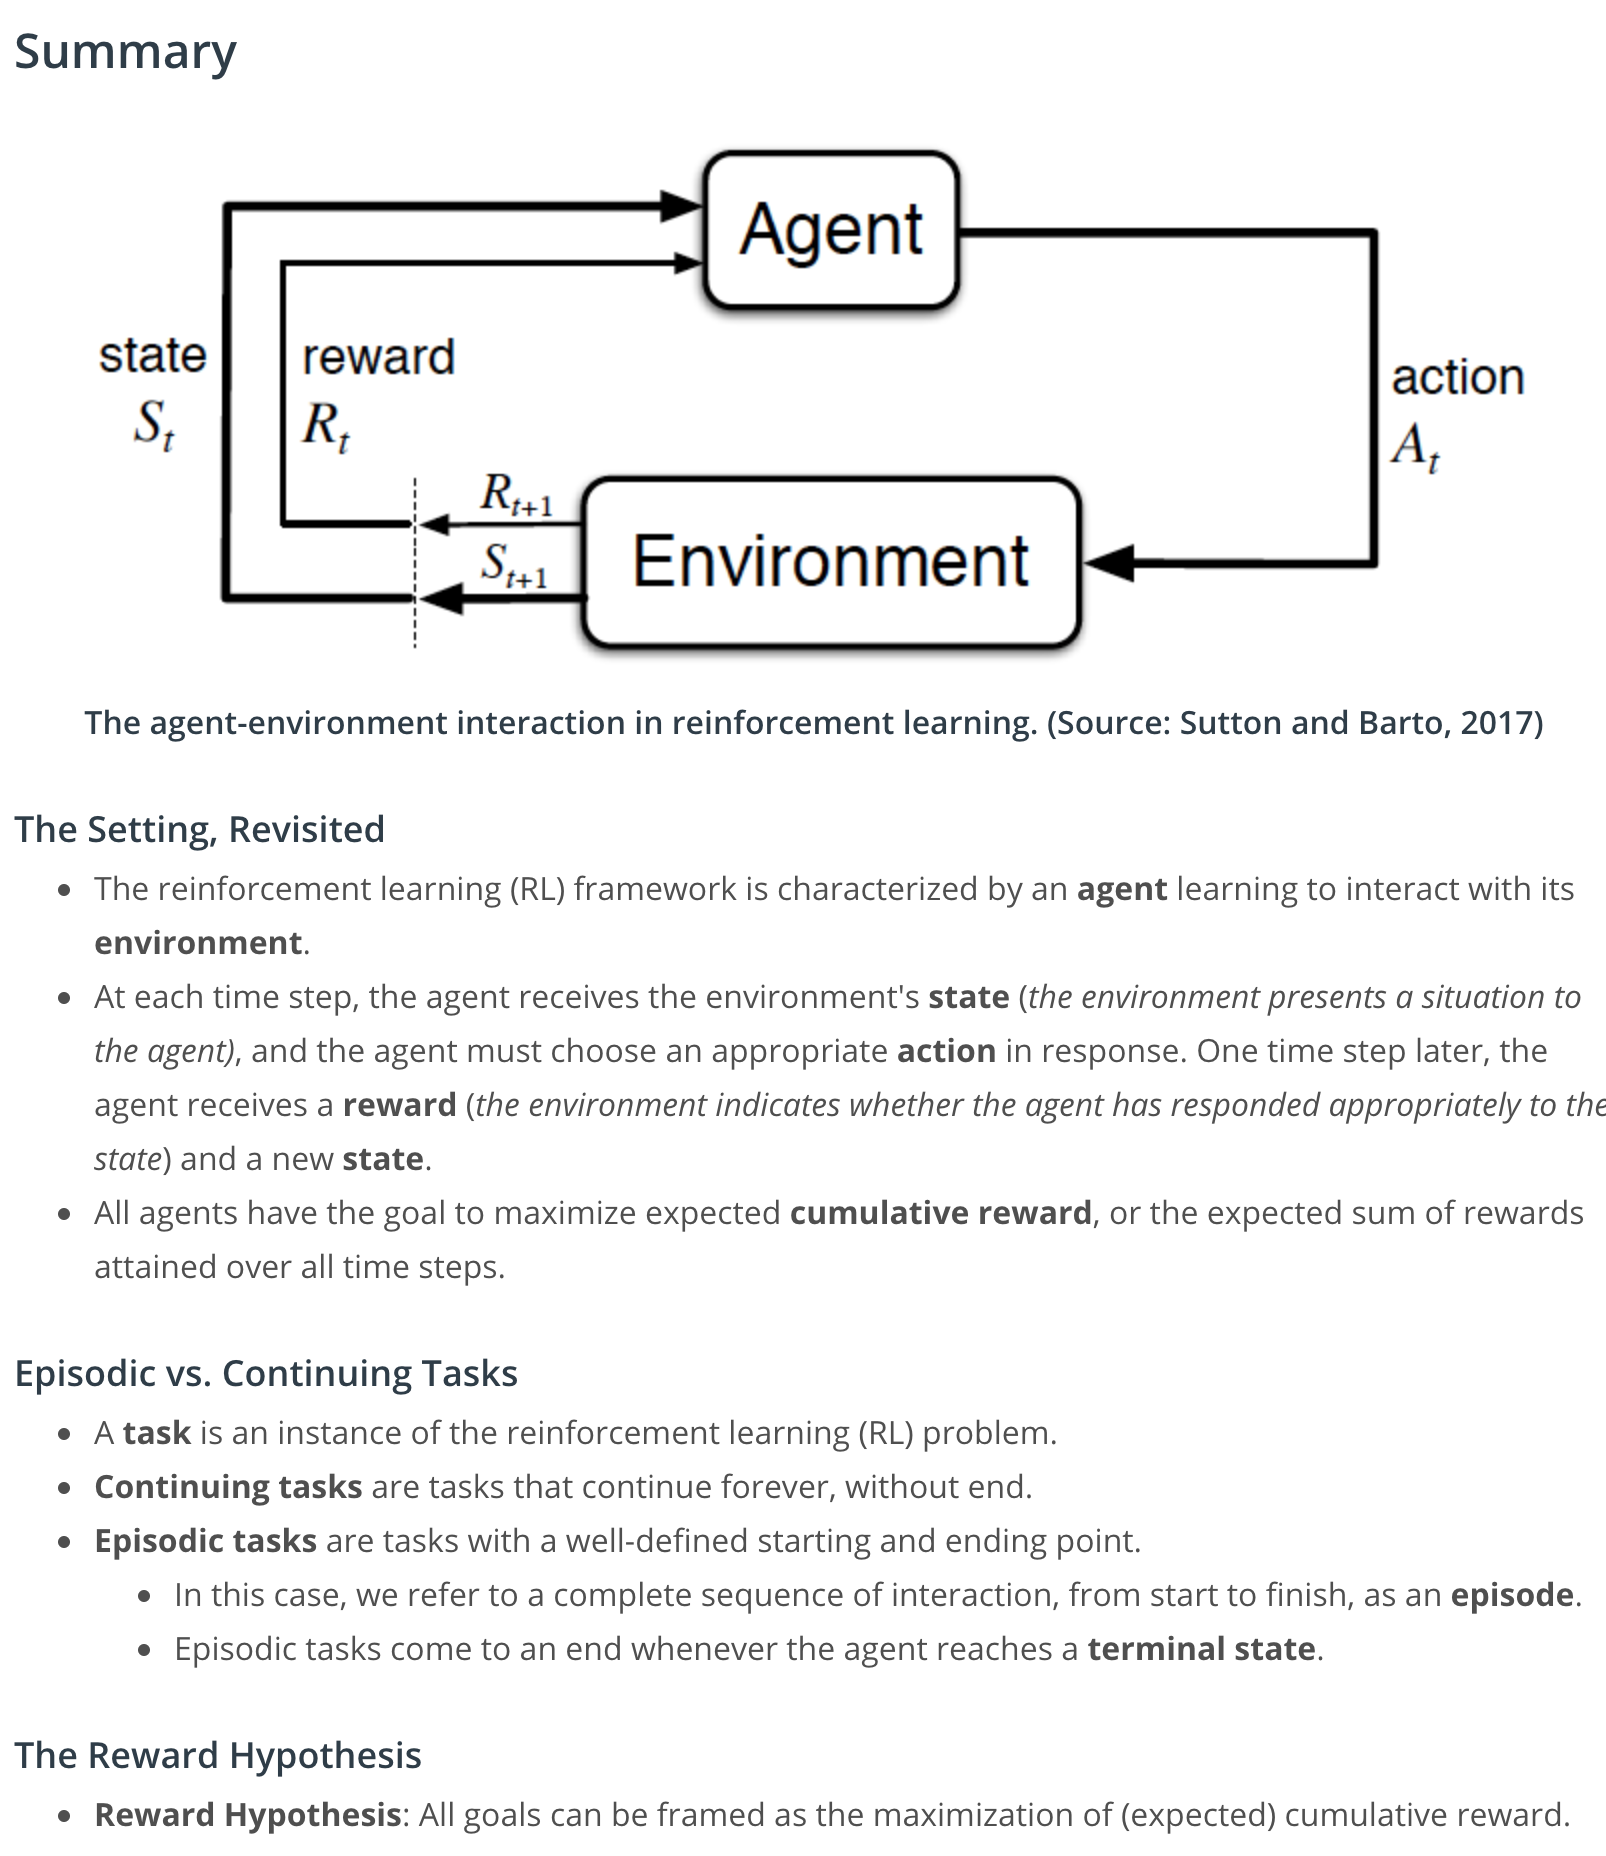 Summary
Agent
state
S_t
reward
R_t
action
A_t
R_{t+1}
S_{t+1}
Environment
The agent-environment interaction in reinforcement learning. (Source: Sutton and Barto, 2017)
The Setting, Revisited
• The reinforcement learning (RL) framework is characterized by an agent learning to interact with its
environment.
• At each time step, the agent receives the environment's state (the environment presents a situation to
the agent), and the agent must choose an appropriate action in response. One time step later, the
agent receives a reward (the environment indicates whether the agent has responded appropriately to the
state) and a new state.
• All agents have the goal to maximize expected cumulative reward, or the expected sum of rewards
attained over all time steps.
Episodic vs. Continuing Tasks
• A task is an instance of the reinforcement learning (RL) problem.
• Continuing tasks are tasks that continue forever, without end.
• Episodic tasks are tasks with a well-defined starting and ending point.
• In this case, we refer to a complete sequence of interaction, from start to finish, as an episode.
• Episodic tasks come to an end whenever the agent reaches a terminal state.
The Reward Hypothesis
• Reward Hypothesis: All goals can be framed as the maximization of (expected) cumulative reward.